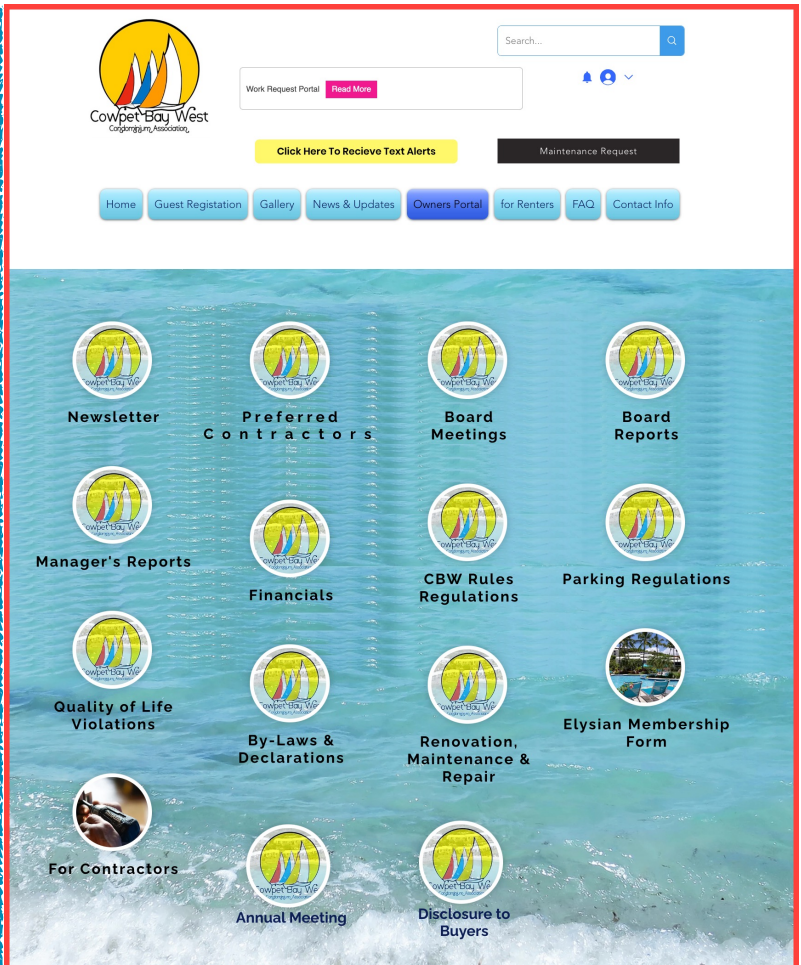 Search...
Cowpet Bay West
Condominium Association
Work Request Portal Read More
Click Here To Recieve Text Alerts
Maintenance Request
Home Guest Registation Gallery News & Updates Owners Portal for Renters FAQ Contact Info
Newsletter
Preferred
Contractors
Board
Meetings
Board
Reports
Manager's Reports
Financials
CBW Rules
Regulations
Parking Regulations
Quality of Life
Violations
By-Laws &
Declarations
Renovation,
Maintenance &
Repair
Elysian Membership
Form
For Contractors
Annual Meeting
Disclosure to
Buyers